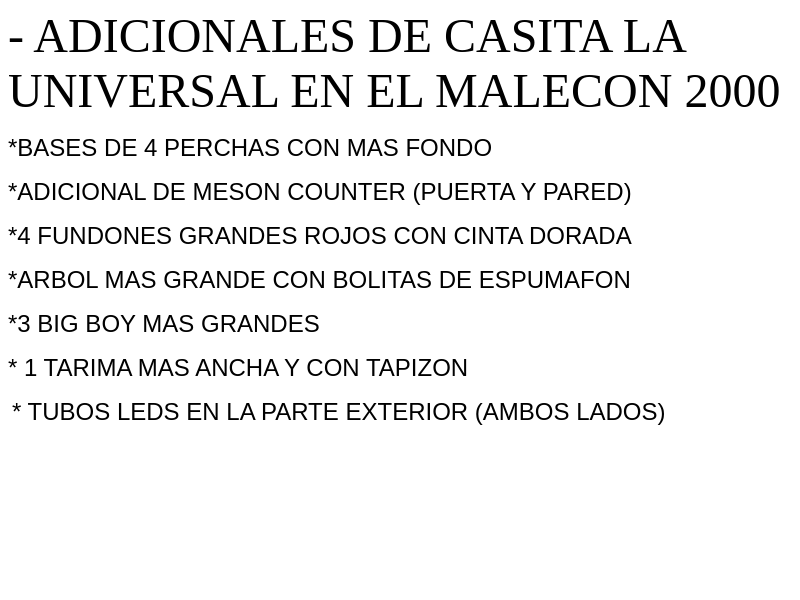 - ADICIONALES DE CASITA LA
UNIVERSAL EN EL MALECON 2000
*BASES DE 4 PERCHAS CON MAS FONDO
*ADICIONAL DE MESON COUNTER (PUERTA Y PARED)
*4 FUNDONES GRANDES ROJOS CON CINTA DORADA
*ARBOL MAS GRANDE CON BOLITAS DE ESPUMAFON
*3 BIG BOY MAS GRANDES
* 1 TARIMA MAS ANCHA Y CON TAPIZON
* TUBOS LEDS EN LA PARTE EXTERIOR (AMBOS LADOS)